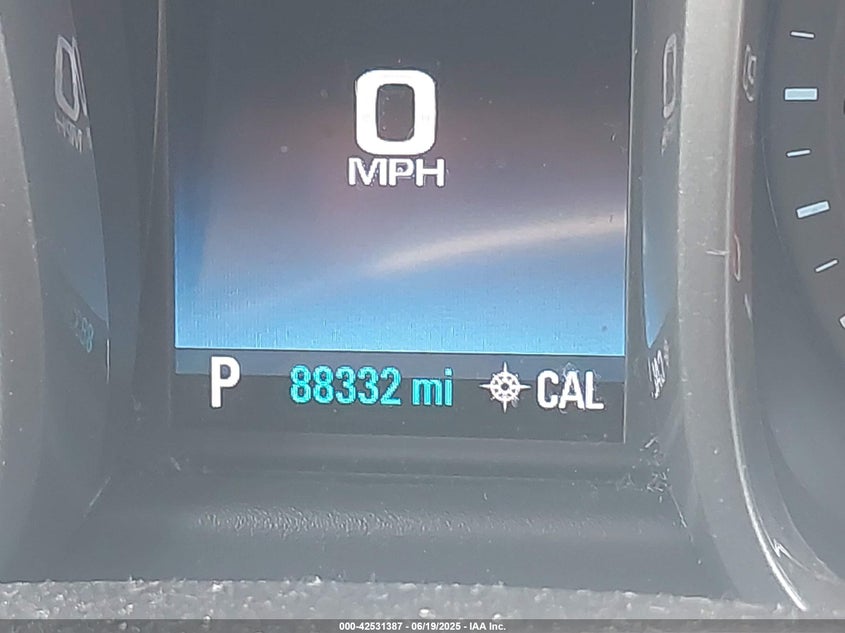 0
MPH
P 88332 mi CAL
000-42531387 - 06/19/2025 - IAA Inc.